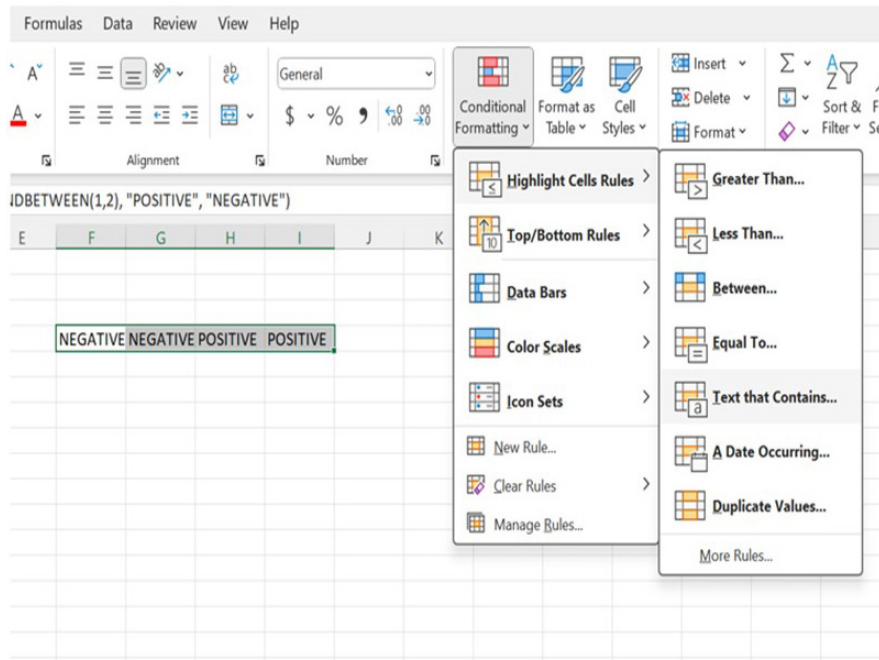 Formulas Data Review View Help
General
Conditional Formatting
Format as Table
Cell Styles
Insert
Delete
Format
Sort & Filter
Alignment
Number
NDBETWEEN(1,2), "POSITIVE", "NEGATIVE")
E F G H I J K
NEGATIVE NEGATIVE POSITIVE POSITIVE
Highlight Cells Rules
Top/Bottom Rules
Data Bars
Color Scales
Icon Sets
New Rule...
Clear Rules
Manage Rules...
Greater Than...
Less Than...
Between...
Equal To...
Text that Contains...
A Date Occurring...
Duplicate Values...
More Rules...